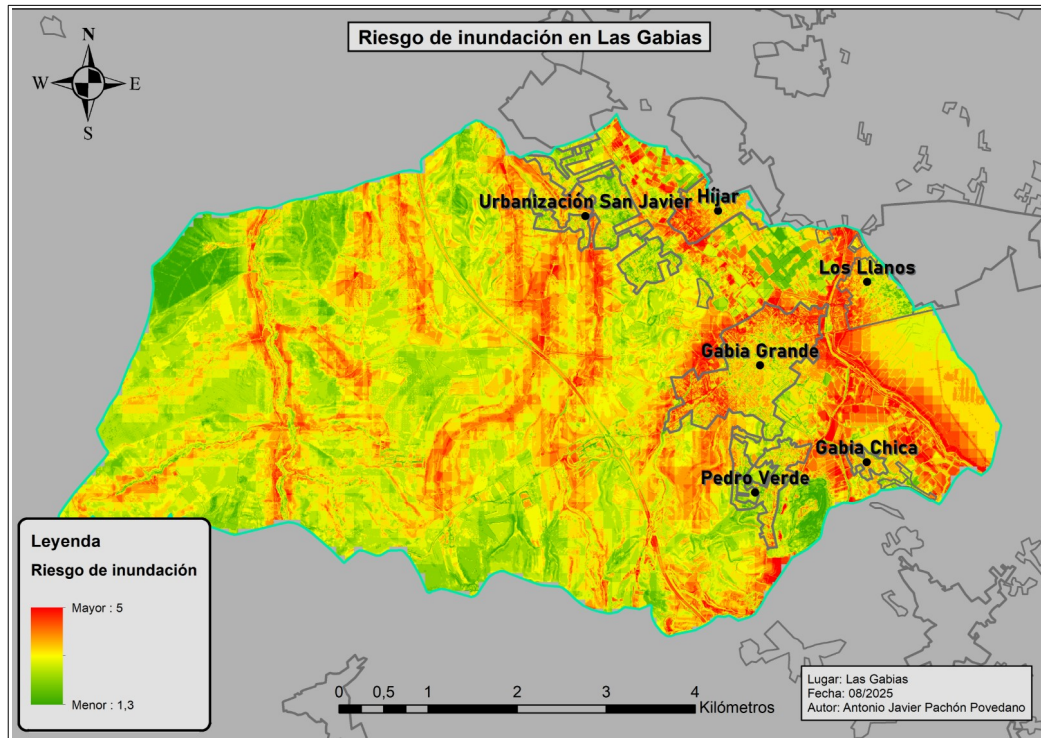 Riesgo de inundación en Las Gabias
N
W
E
S
Urbanización San Javier
Híjar
Los Llanos
Gabia Grande
Gabia Chica
Pedro Verde
Leyenda
Riesgo de inundación
Mayor : 5
Menor : 1,3
0 0,5 1 2 3 4
Kilómetros
Lugar: Las Gabias
Fecha: 08/2025
Autor: Antonio Javier Pachón Povedano